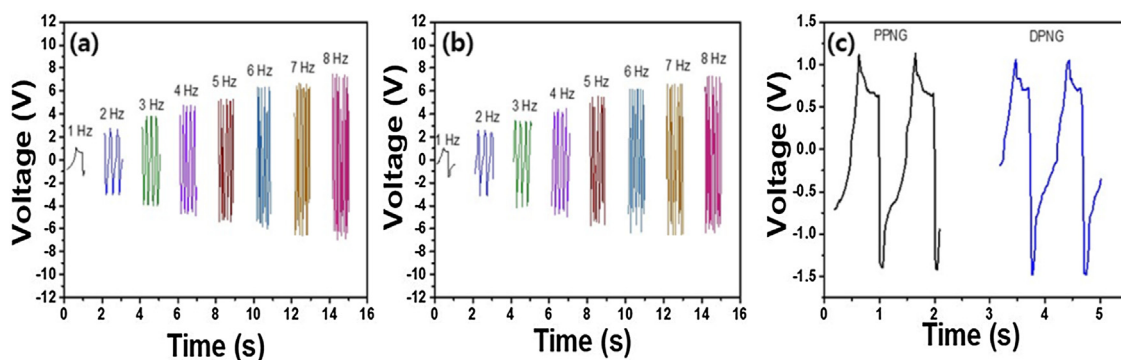 (a)
12
10
8
6
4
2
0
-2
-4
-6
-8
-10
-12
Voltage (V)
1 Hz
2 Hz
3 Hz
4 Hz
5 Hz
6 Hz
7 Hz
8 Hz
0 2 4 6 8 10 12 14 16
Time (s)
(b)
12
10
8
6
4
2
0
-2
-4
-6
-8
-10
-12
Voltage (V)
1 Hz
2 Hz
3 Hz
4 Hz
5 Hz
6 Hz
7 Hz
8 Hz
0 2 4 6 8 10 12 14 16
Time (s)
(c)
PPNG DPNG
1.5
1.0
0.5
0.0
-0.5
-1.0
-1.5
Voltage (V)
0 1 2 3 4 5
Time (s)